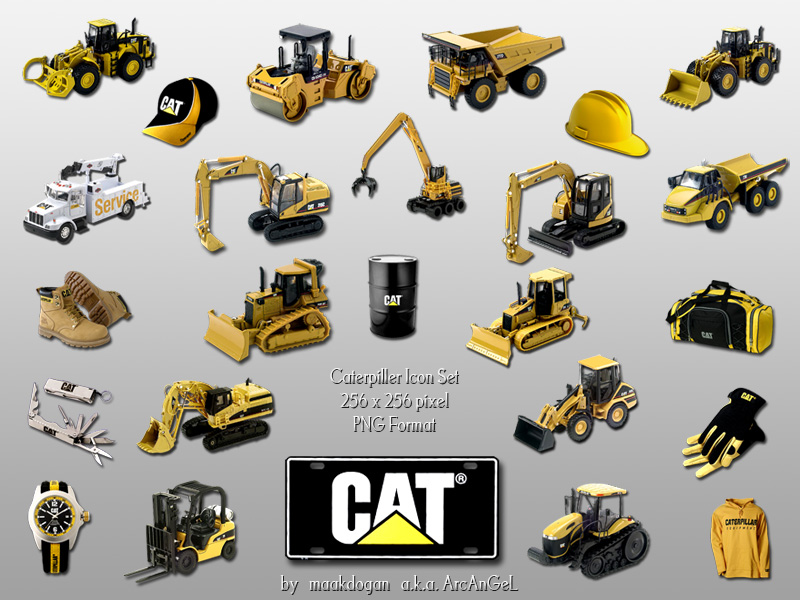 CAT
Service
CAT
CAT
CAT
Caterpiller Icon Set
256 x 256 pixel
PNG Format
CAT
CAT
CAT®
CATERPILLAR
by maakdogan a.k.a. ArcAnGeL